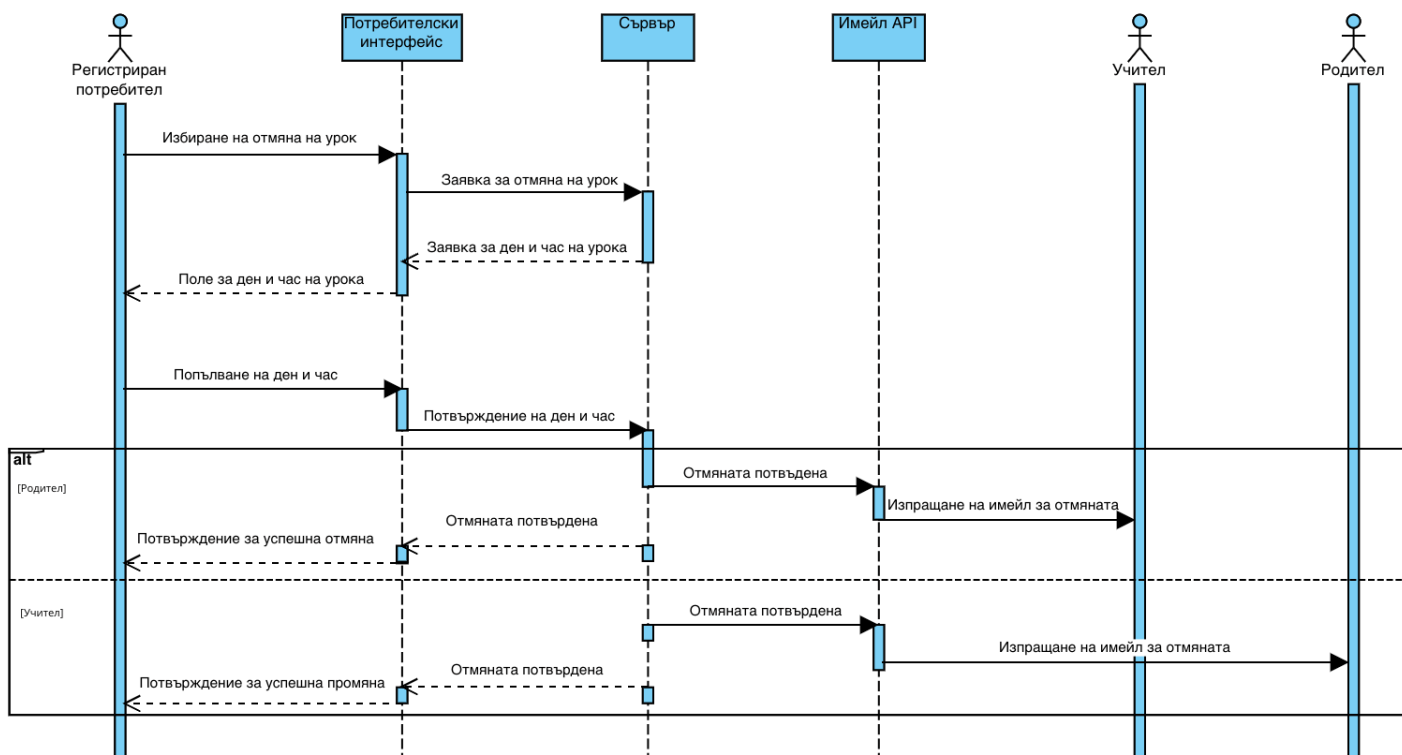 Потребителски
интерфейс
Сървър
Имейл API
Регистриран
потребител
Учител
Родител
Избиране на отмяна на урок
Заявка за отмяна на урок
Заявка за ден и час на урока
Поле за ден и час на урока
Попълване на ден и час
Потвърждение на ден и час
alt
[Родител]
Отмяната потвъдена
Изпращане на имейл за отмяната
Отмяната потвърдена
Потвърждение за успешна отмяна
[Учител]
Отмяната потвърдена
Изпращане на имейл за отмяната
Отмяната потвърдена
Потвърждение за успешна промяна